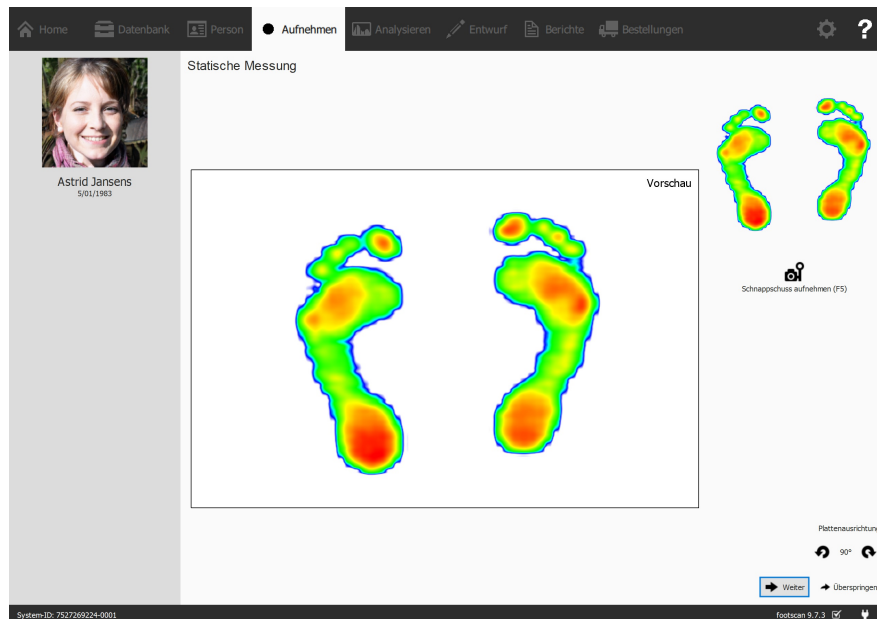 Home Datenbank Person Aufnehmen Analysieren Entwurf Berichte Bestellungen ?
Statische Messung
Astrid Jansens
5/01/1983
Vorschau
Schnappschuss aufnehmen (F5)
Plattenausrichtung
90°
Weiter Überspringen
System-ID: 7527269224-0001 footscan 9.7.3